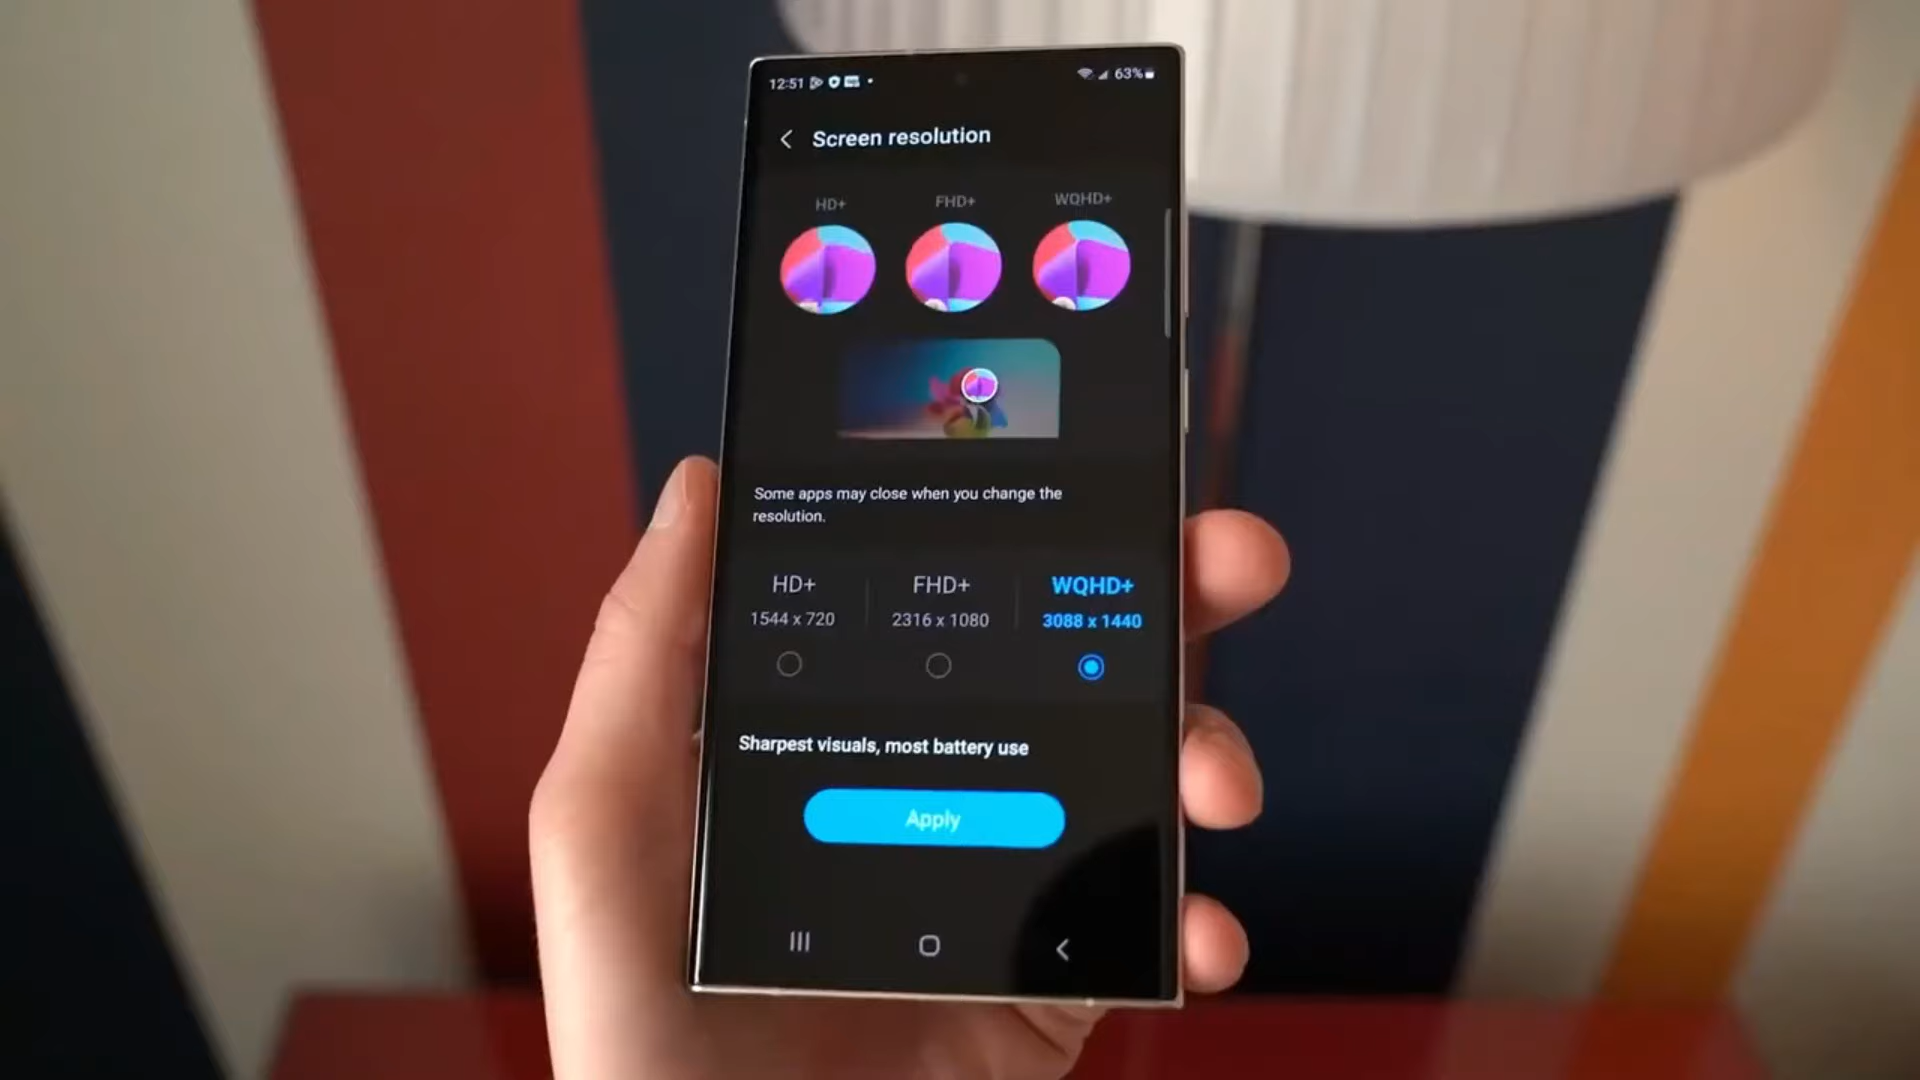 12:51
63%
Screen resolution
HD+ FHD+ WQHD+
Some apps may close when you change the
resolution.
HD+ FHD+ WQHD+
1544 x 720 2316 x 1080 3088 x 1440
Sharpest visuals, most battery use
Apply